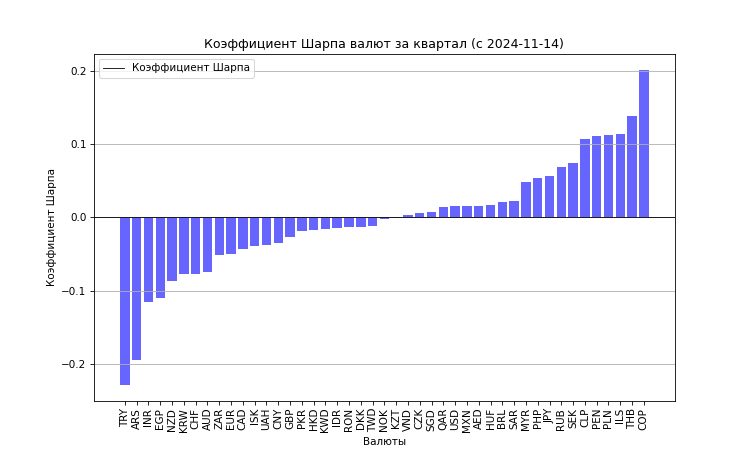 Коэффициент Шарпа валют за квартал (с 2024-11-14)
Коэффициент Шарпа
0.2
0.1
0.0
−0.1
−0.2
Коэффициент Шарпа
TRY
ARS
INR
EGP
NZD
KRW
CHF
AUD
ZAR
EUR
CAD
ISK
UAH
CNY
GBP
PKR
HKD
KWD
IDR
RON
DKK
TWD
NOK
KZT
VND
CZK
SGD
QAR
USD
MXN
AED
HUF
BRL
SAR
MYR
PHP
JPY
RUB
SEK
CLP
PEN
PLN
ILS
THB
COP
Валюты